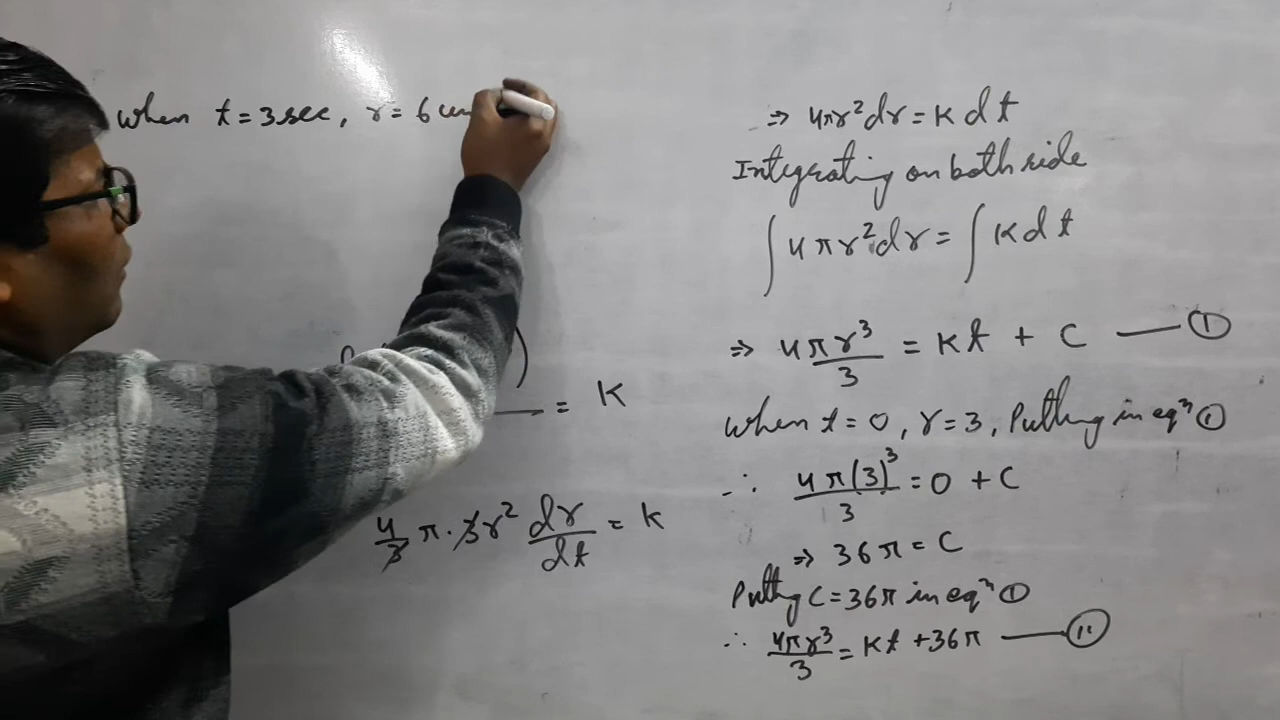 when t = 3 sec, r = 6 
= K
4/3 π · 3r² dr/dt = K
⇒ 4πr² dr = K dt
Integrating on both side
∫ 4πr² dr = ∫ K dt
⇒ 4πr³/3 = Kt + C — ①
when t = 0, r = 3, Putting in eqⁿ ①
∴ 4π(3)³/3 = 0 + C
⇒ 36π = C
Putting C = 36π in eqⁿ ①
∴ 4πr³/3 = Kt + 36π — ⑪